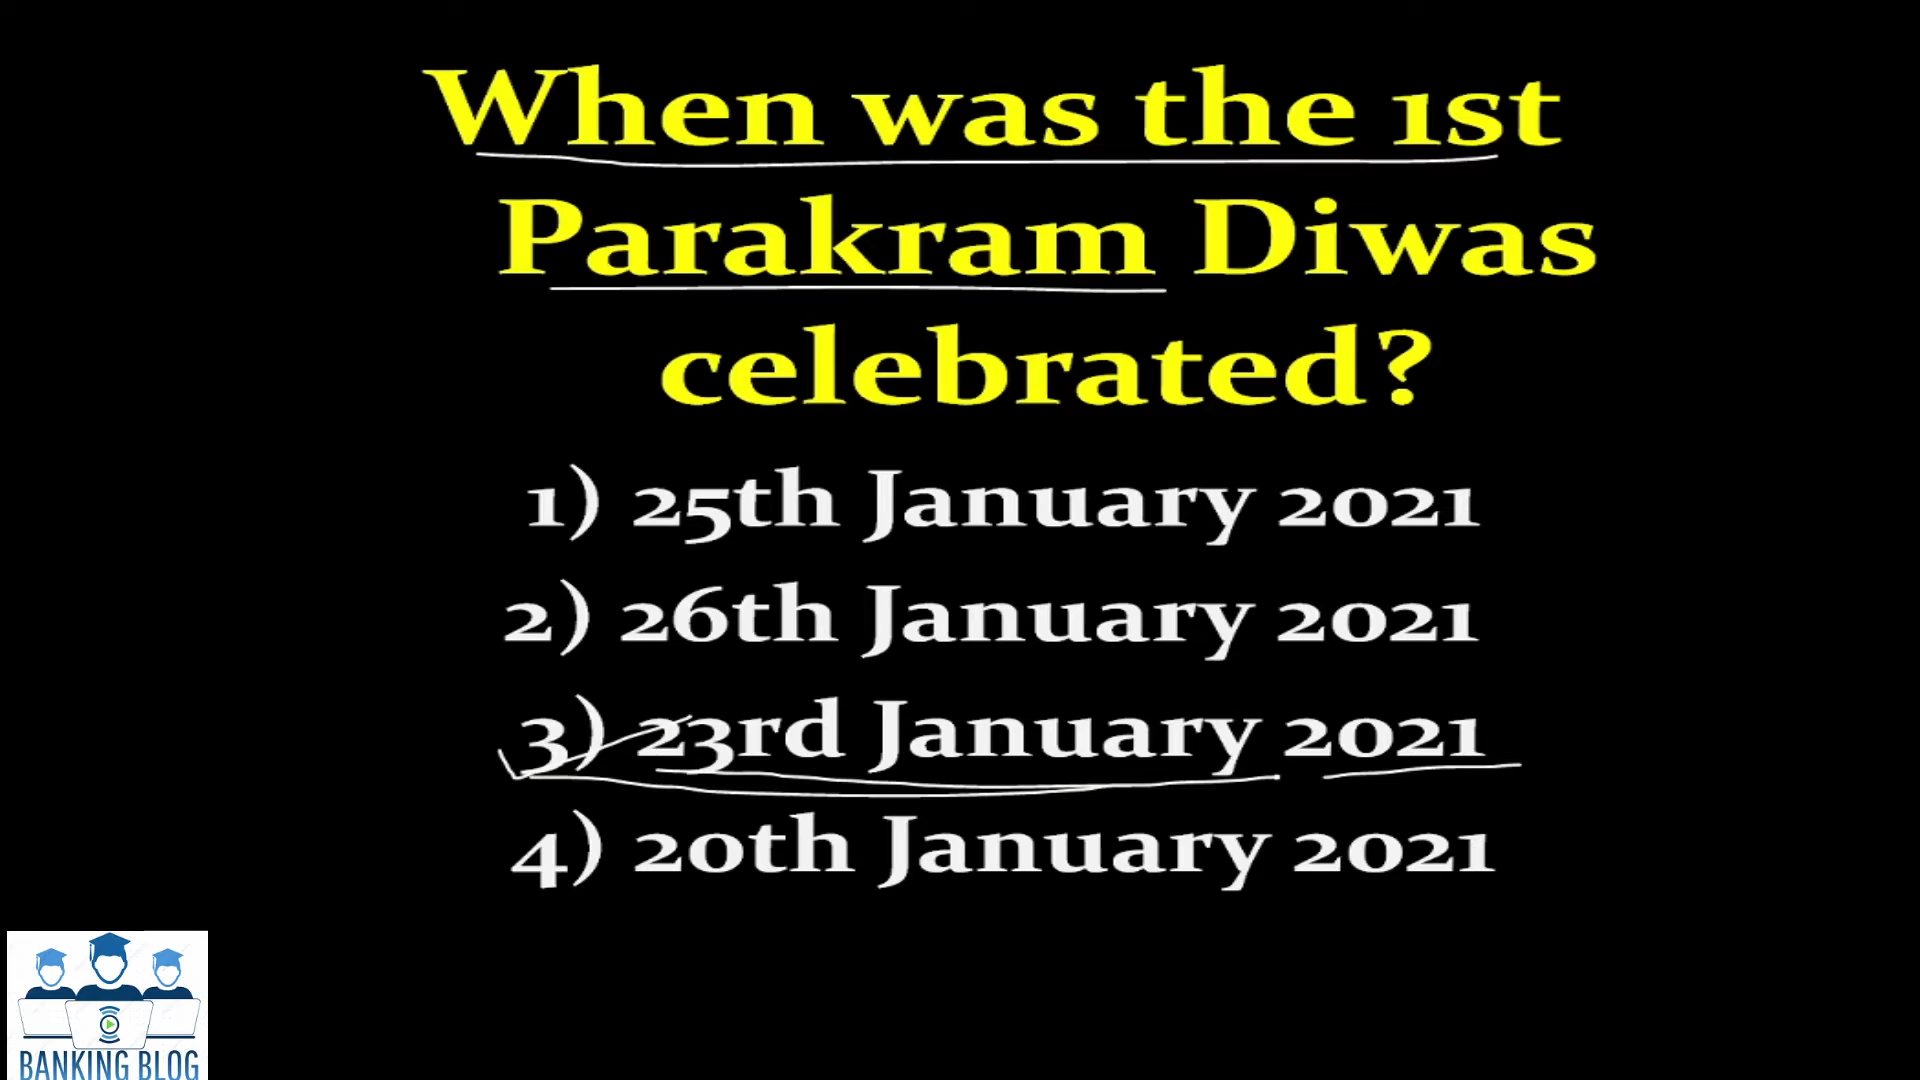 When was the 1st
Parakram Diwas
celebrated?
1) 25th January 2021
2) 26th January 2021
3) 23rd January 2021
4) 20th January 2021
BANKING BLOG